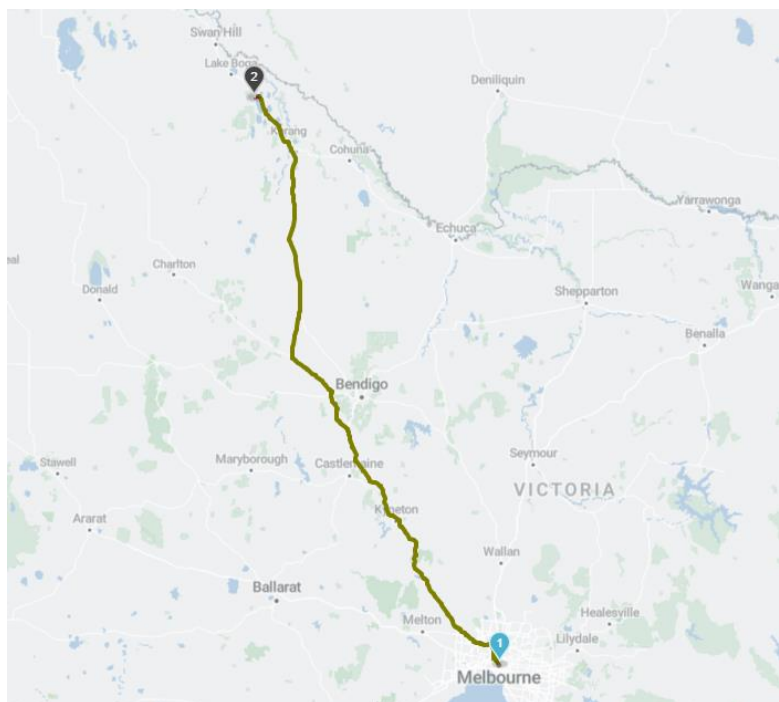 Swan Hill
Lake Boga
2
Deniliquin
Kerang
Cohuna
Yarrawonga
Echuca
eal
Charlton
Donald
Shepparton
Wanga
Benalla
Bendigo
Maryborough
Castlemaine
Stawell
Seymour
VICTORIA
Kyneton
Ararat
Wallan
Ballarat
Healesville
Melton
Lilydale
1
Melbourne